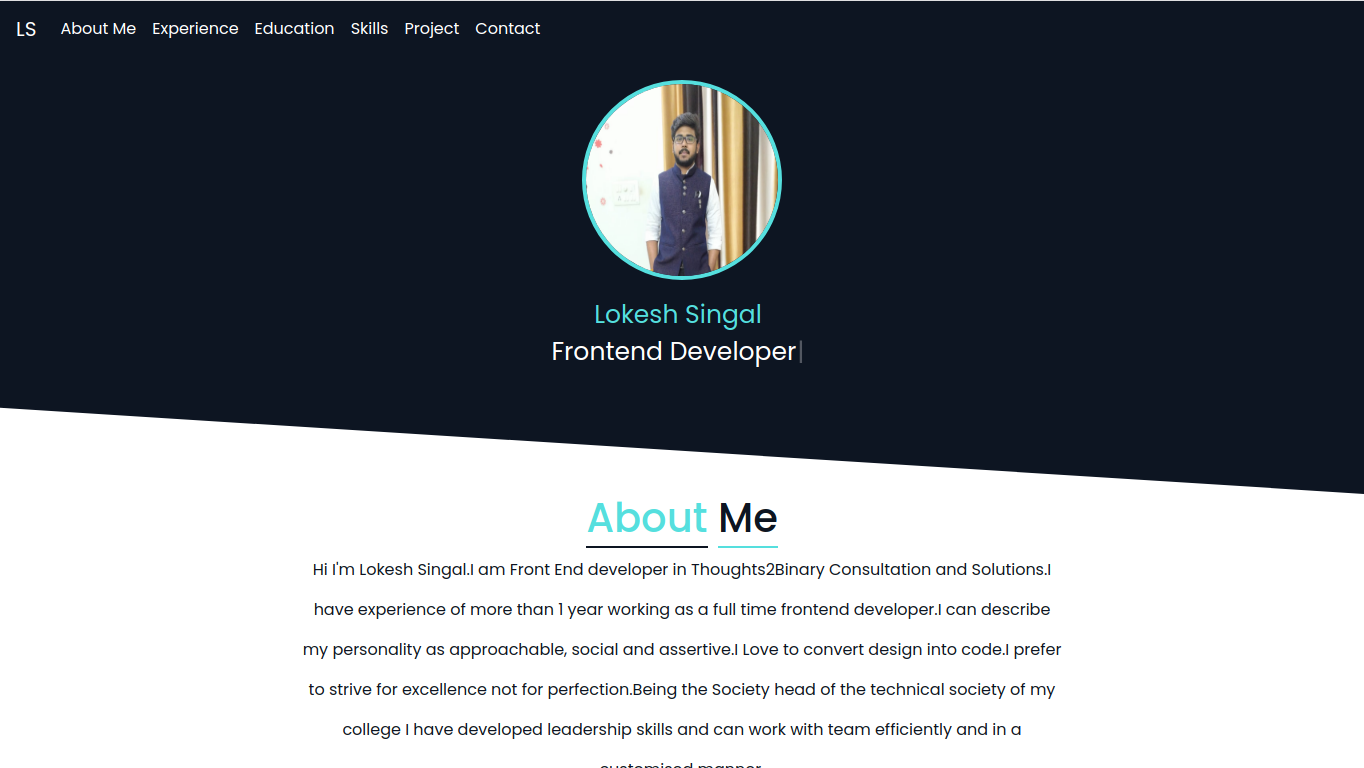 LS About Me Experience Education Skills Project Contact
Lokesh Singal
Frontend Developer
About Me
Hi I'm Lokesh Singal.I am Front End developer in Thoughts2Binary Consultation and Solutions.I
have experience of more than 1 year working as a full time frontend developer.I can describe
my personality as approachable, social and assertive.I Love to convert design into code.I prefer
to strive for excellence not for perfection.Being the Society head of the technical society of my
college I have developed leadership skills and can work with team efficiently and in a
customised manner